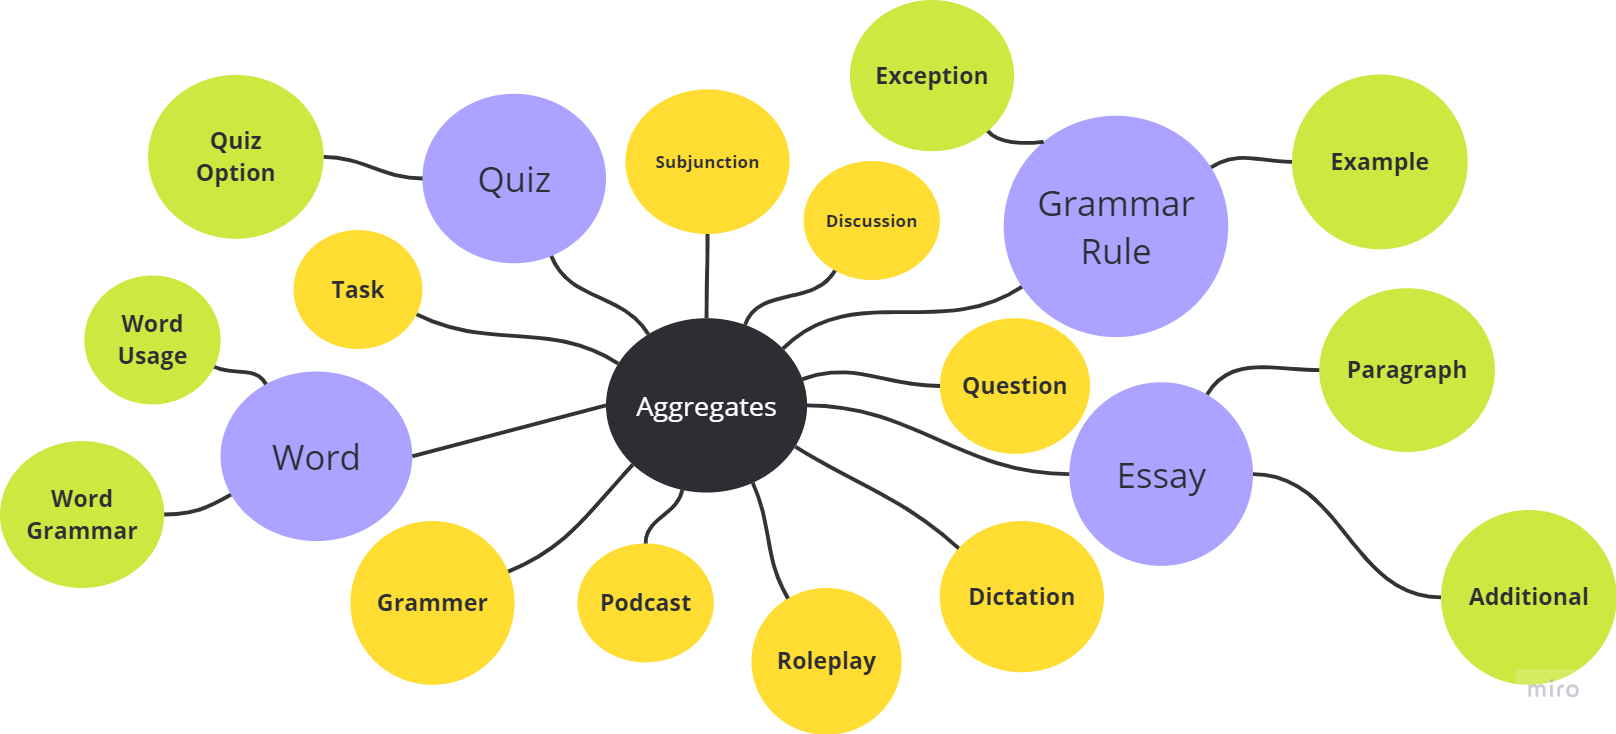 Exception
Quiz
Option
Quiz
Subjunction
Example
Discussion
Grammar
Rule
Task
Word
Usage
Question
Paragraph
Aggregates
Word
Essay
Word
Grammar
Grammer
Podcast
Roleplay
Dictation
Additional
miro